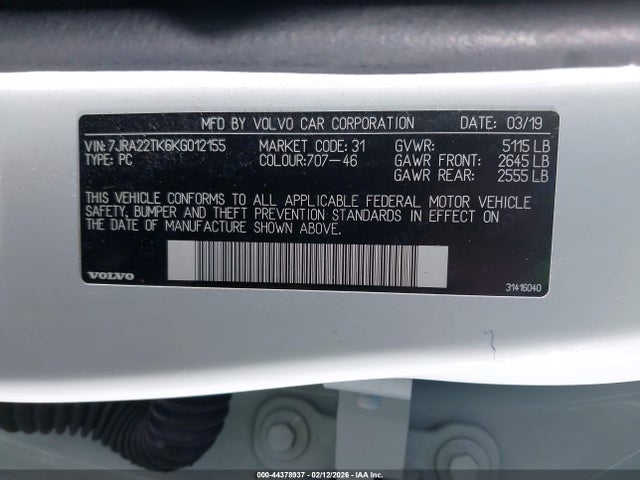 MFD BY VOLVO CAR CORPORATION DATE: 03/19
VIN: 7JRA22TK6KG012155 MARKET CODE: 31 GVWR: 5115 LB
TYPE: PC COLOUR:707-46 GAWR FRONT: 2645 LB
GAWR REAR: 2555 LB
THIS VEHICLE CONFORMS TO ALL APPLICABLE FEDERAL MOTOR VEHICLE
SAFETY, BUMPER AND THEFT PREVENTION STANDARDS IN EFFECT ON
THE DATE OF MANUFACTURE SHOWN ABOVE.
VOLVO 31416040
000-44378937 - 02/12/2026 - IAA Inc.